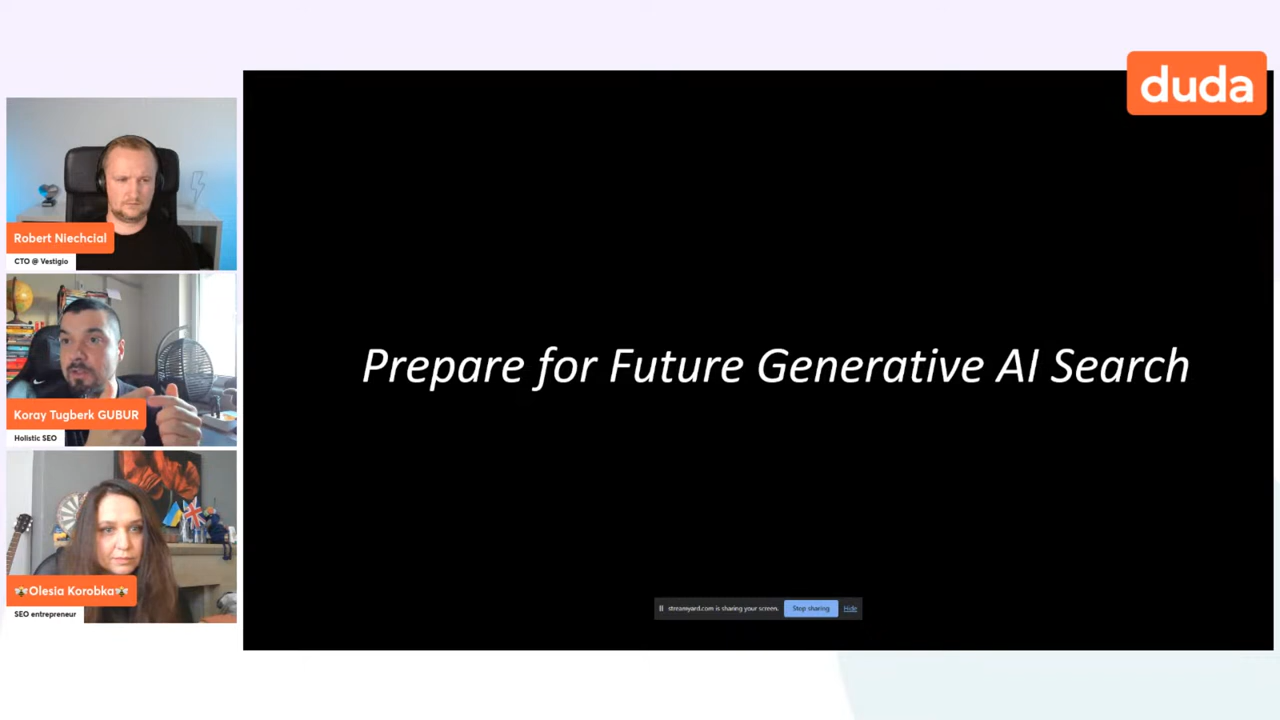 duda
Robert Niechcial
CTO @ Vestigio
Koray Tugberk GUBUR
Holistic SEO
🐝Olesia Korobka🐝
SEO entrepreneur
Prepare for Future Generative AI Search
streamyard.com is sharing your screen. Stop sharing Hide